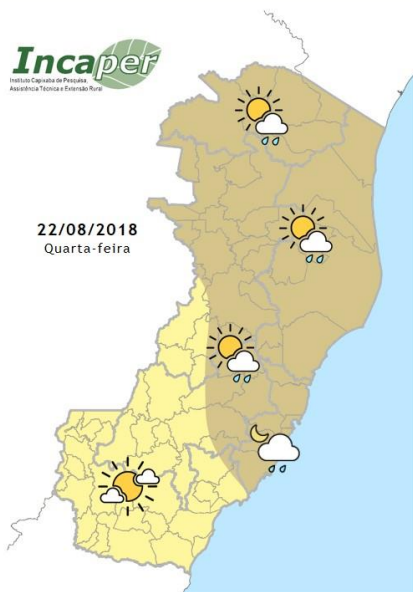 Incaper
Instituto Capixaba de Pesquisa,
Assistência Técnica e Extensão Rural
22/08/2018
Quarta-feira